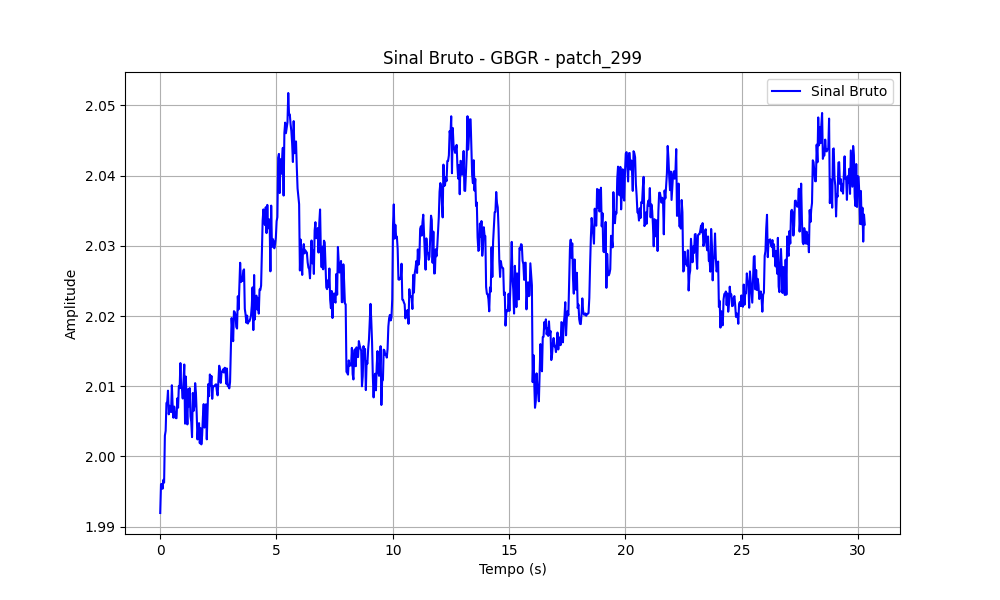 Sinal Bruto - GBGR - patch_299
Sinal Bruto
2.05
2.04
2.03
2.02
2.01
2.00
1.99
Amplitude
0 5 10 15 20 25 30
Tempo (s)